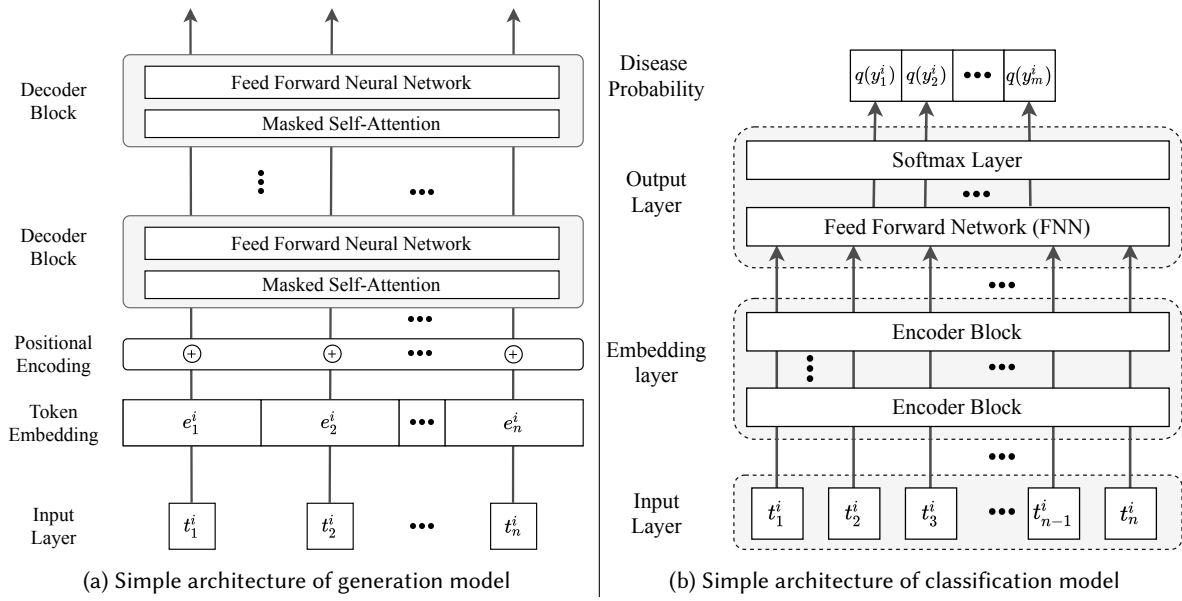 Decoder
Block
Feed Forward Neural Network
Masked Self-Attention
•••
•••
Decoder
Block
Feed Forward Neural Network
Masked Self-Attention
•••
Positional
Encoding
+ + ••• +
Token
Embedding
e_1^i e_2^i ••• e_n^i
Input
Layer
t_1^i t_2^i ••• t_n^i
(a) Simple architecture of generation model
Disease
Probability
q(y_1^i) q(y_2^i) ••• q(y_m^i)
Output
Layer
Softmax Layer
•••
Feed Forward Network (FNN)
•••
Embedding
layer
Encoder Block
•••
•••
Encoder Block
•••
Input
Layer
t_1^i t_2^i t_3^i ••• t_{n-1}^i t_n^i
(b) Simple architecture of classification model